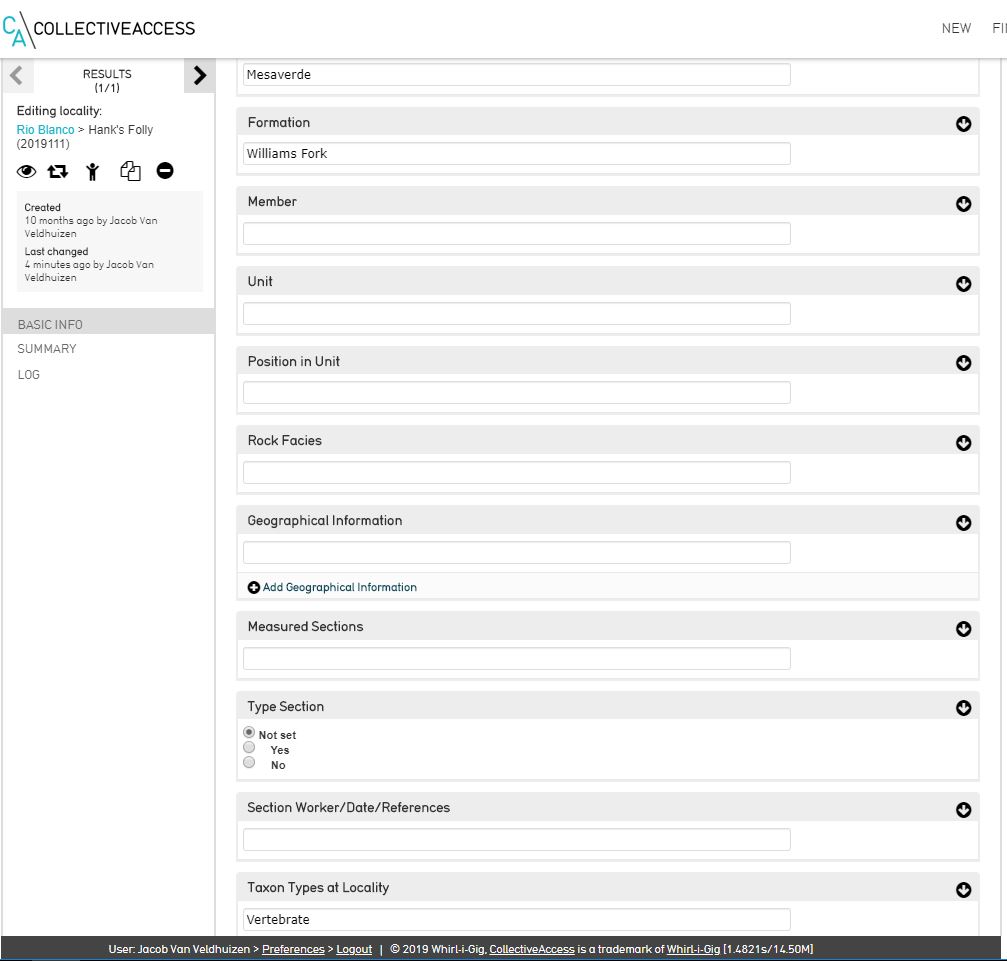 CA COLLECTIVEACCESS
NEW
RESULTS
(1/1)
Editing locality:
Rio Blanco > Hank's Folly
(2019111)
Created
10 months ago by Jacob Van
Veldhuizen
Last changed
4 minutes ago by Jacob Van
Veldhuizen
BASIC INFO
SUMMARY
LOG
Mesaverde
Formation
Williams Fork
Member
Unit
Position in Unit
Rock Facies
Geographical Information
Add Geographical Information
Measured Sections
Type Section
Not set
Yes
No
Section Worker/Date/References
Taxon Types at Locality
Vertebrate
User: Jacob Van Veldhuizen > Preferences > Logout | © 2019 Whirl-i-Gig, CollectiveAccess is a trademark of Whirl-i-Gig [1.4821s/14.50M]